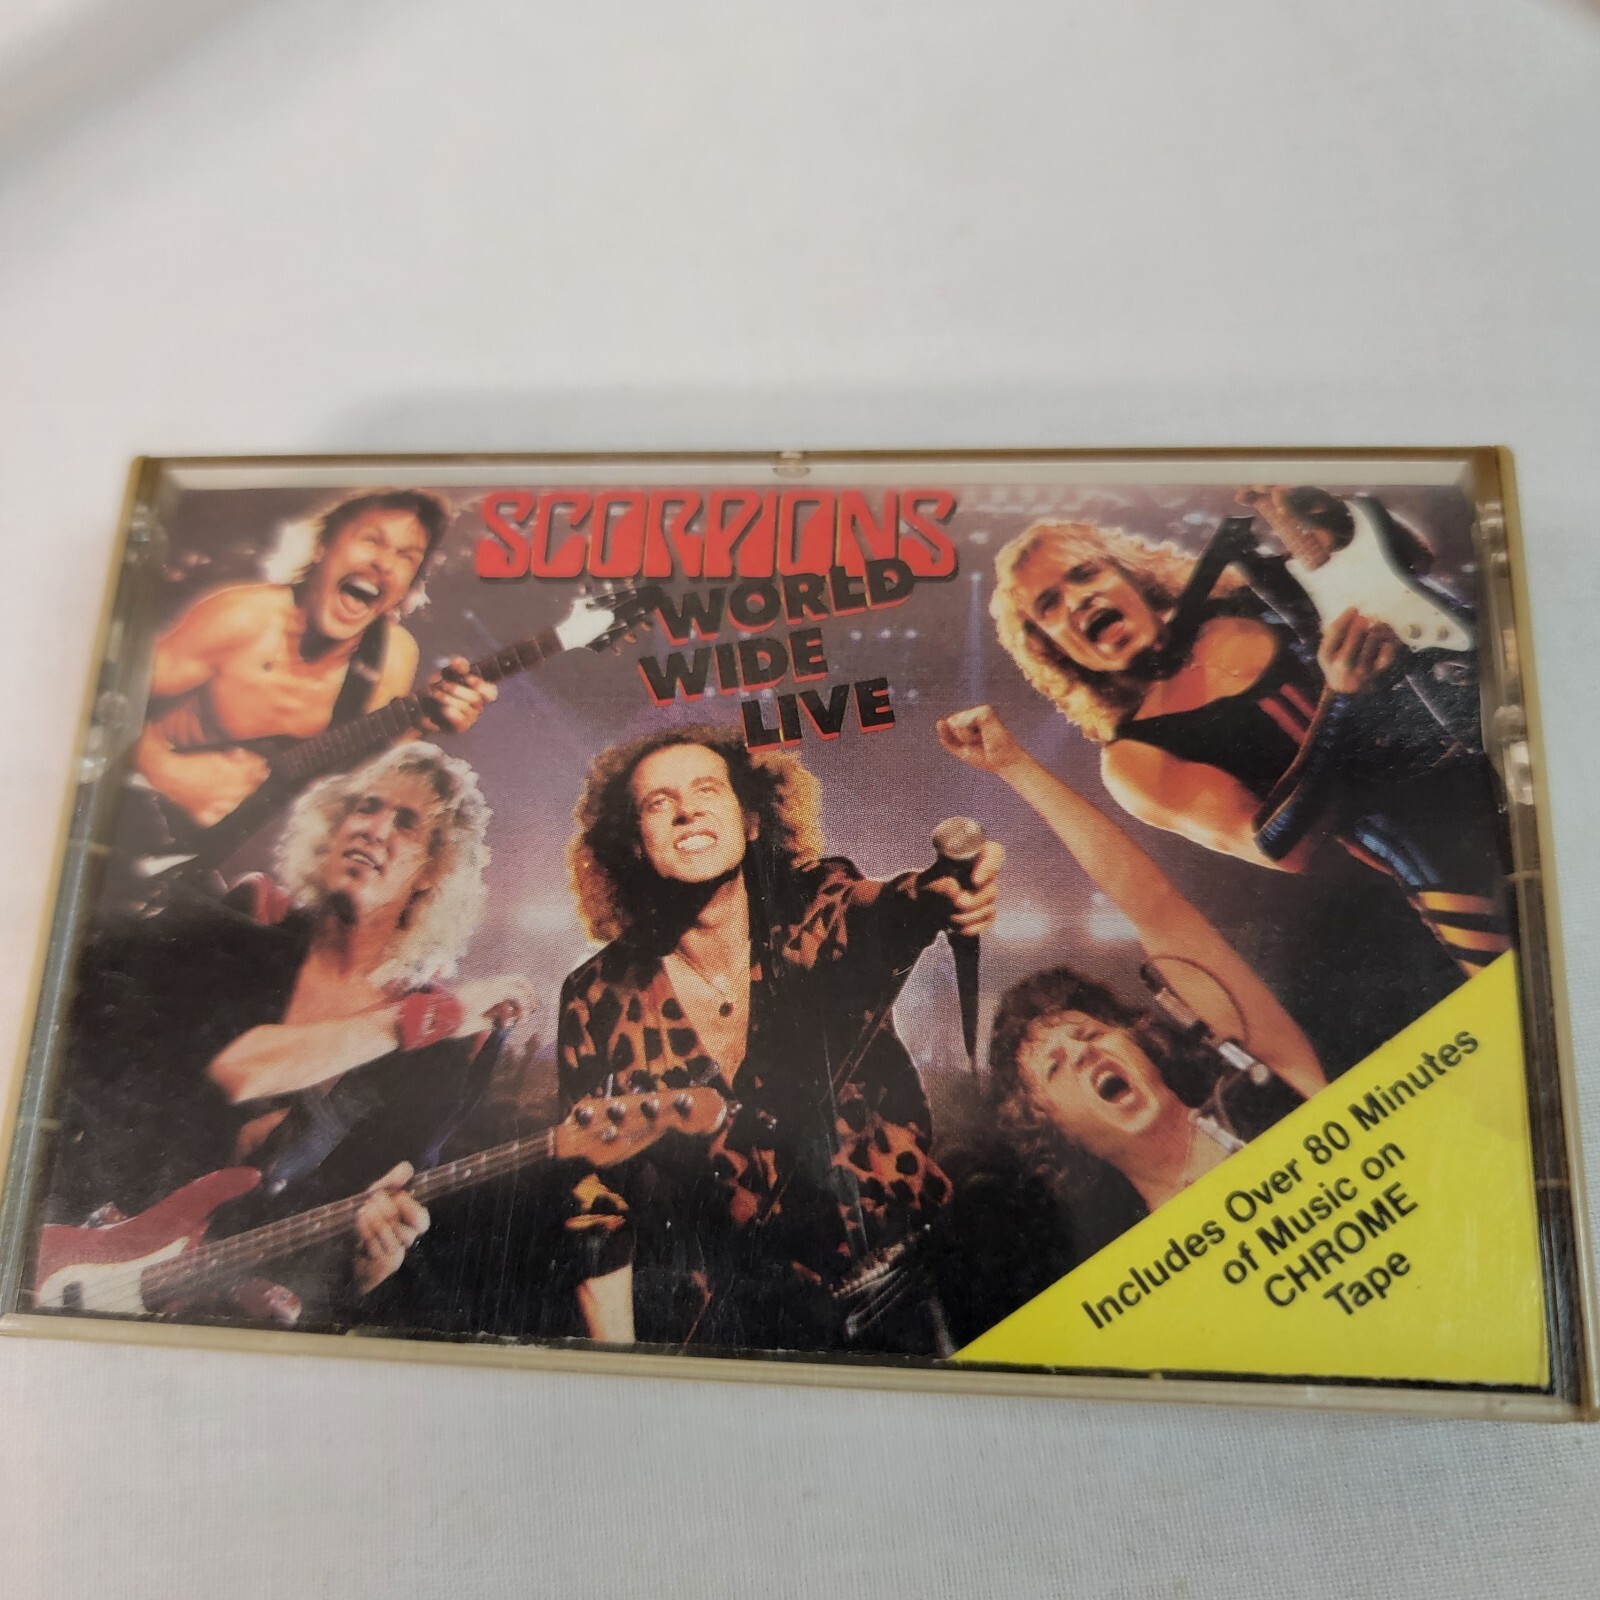 SCORPIONS
WORLD
WIDE
LIVE
Includes Over 80 Minutes
of Music on
CHROME
Tape